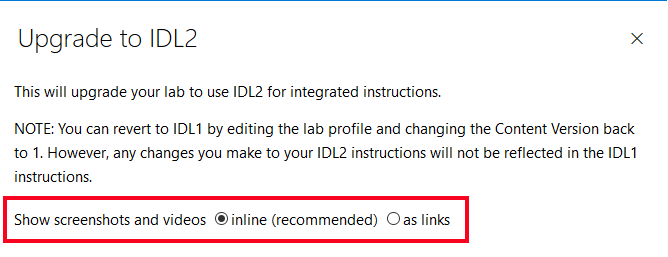 Upgrade to IDL2
This will upgrade your lab to use IDL2 for integrated instructions.
NOTE: You can revert to IDL1 by editing the lab profile and changing the Content Version back
to 1. However, any changes you make to your IDL2 instructions will not be reflected in the IDL1
instructions.
Show screenshots and videos inline (recommended) as links